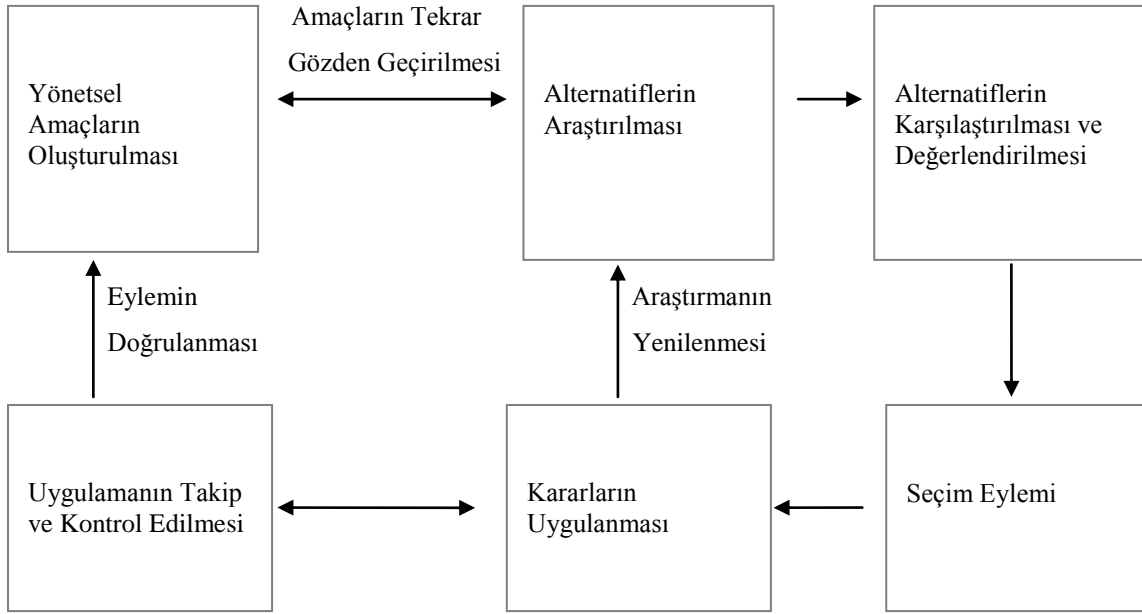 Amaçların Tekrar
Gözden Geçirilmesi
Yönetsel
Amaçların
Oluşturulması
Alternatiflerin
Araştırılması
Alternatiflerin
Karşılaştırılması ve
Değerlendirilmesi
Eylemin
Doğrulanması
Araştırmanın
Yenilenmesi
Uygulamanın Takip
ve Kontrol Edilmesi
Kararların
Uygulanması
Seçim Eylemi